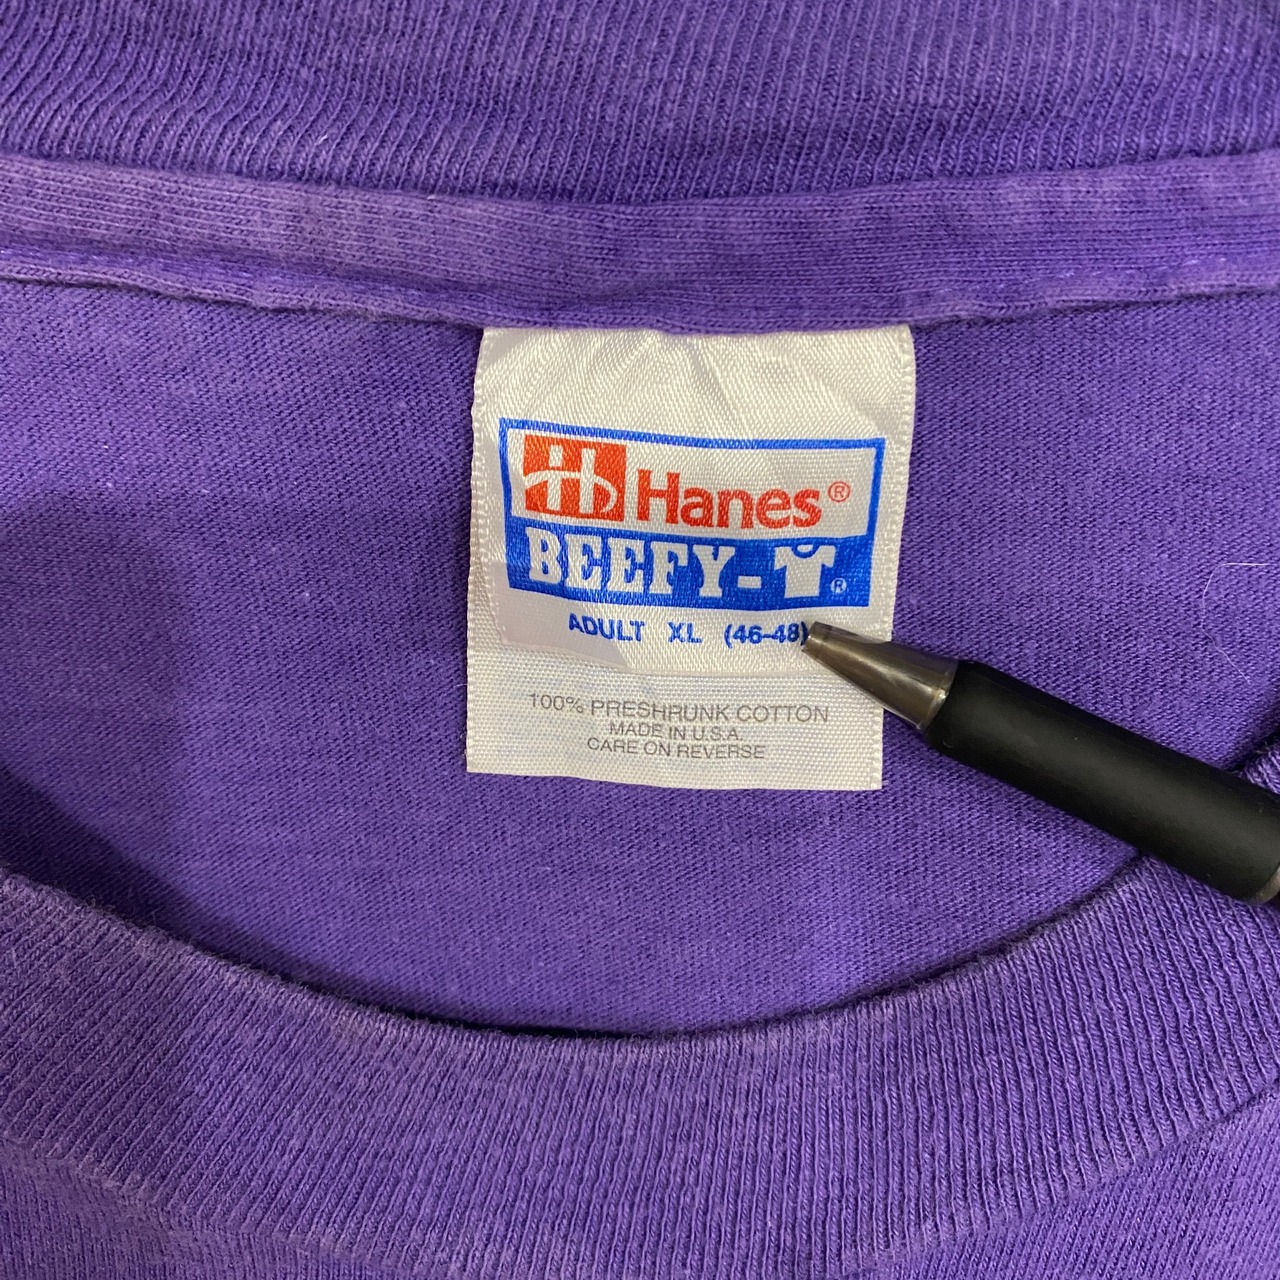 Hanes®
BEEFY-T®
ADULT XL (46-48)
100% PRESHRUNK COTTON
MADE IN U.S.A.
CARE ON REVERSE